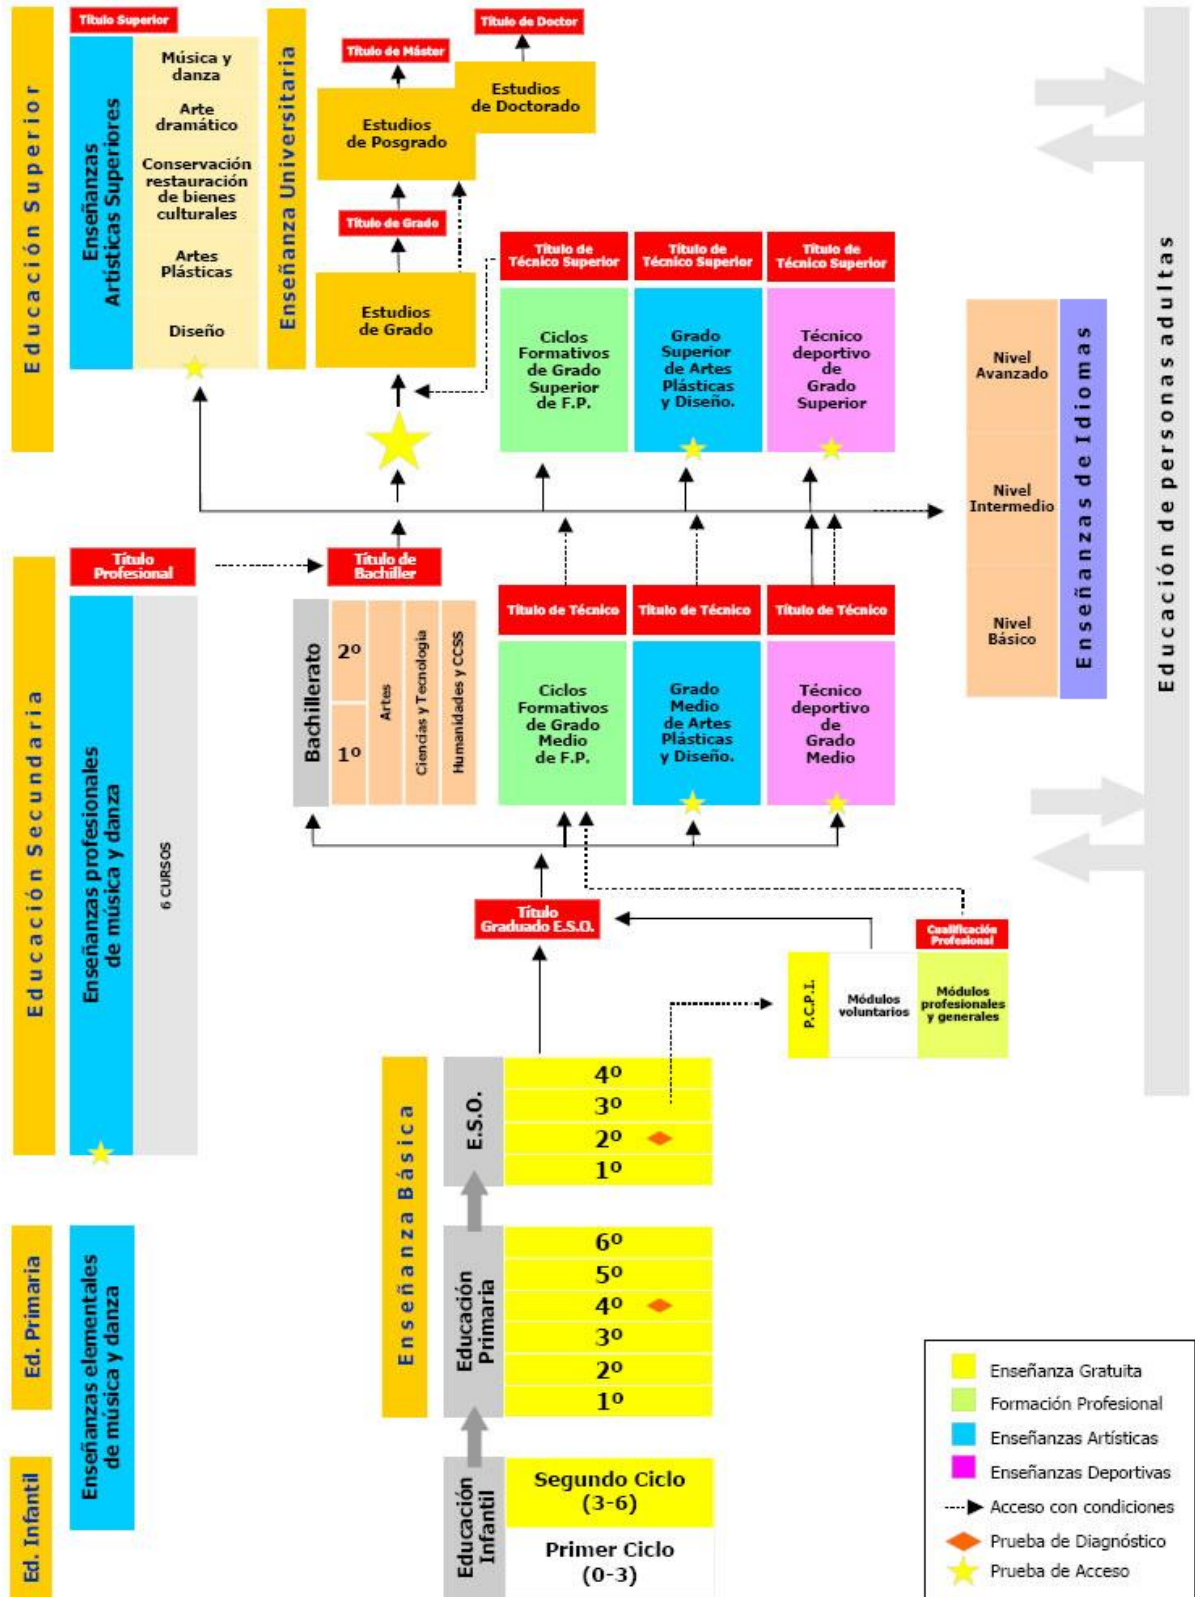 Educación Superior
Título Superior
Enseñanzas
Artísticas Superiores
Música y
danza
Arte
dramático
Conservación
restauración
de bienes
culturales
Artes
Plásticas
Diseño
Enseñanza Universitaria
Título de Máster
Título de Doctor
Estudios
de Posgrado
Estudios
de Doctorado
Título de Grado
Estudios
de Grado
Título de
Técnico Superior
Título de
Técnico Superior
Título de
Técnico Superior
Ciclos
Formativos
de Grado
Superior
de F.P.
Grado
Superior
de Artes
Plásticas
y Diseño.
Técnico
deportivo
de
Grado
Superior
Nivel
Avanzado
Nivel
Intermedio
Nivel
Básico
Enseñanzas de Idiomas
Educación de personas adultas
Educación Secundaria
Título
Profesional
Enseñanzas profesionales
de música y danza
6 CURSOS
Título de
Bachiller
Bachillerato
2º
1º
Artes
Ciencias y Tecnología
Humanidades y CCSS
Título de Técnico
Título de Técnico
Título de Técnico
Ciclos
Formativos
de Grado
Medio
de F.P.
Grado
Medio
de Artes
Plásticas
y Diseño.
Técnico
deportivo
de
Grado
Medio
Título
Graduado E.S.O.
Cualificación
Profesional
P.C.P.I.
Módulos
voluntarios
Módulos
profesionales
y generales
Enseñanza Básica
E.S.O.
4º
3º
2º
1º
Ed. Primaria
Enseñanzas elementales
de música y danza
Educación
Primaria
6º
5º
4º
3º
2º
1º
Ed. Infantil
Educación
Infantil
Segundo Ciclo
(3-6)
Primer Ciclo
(0-3)
Enseñanza Gratuita
Formación Profesional
Enseñanzas Artísticas
Enseñanzas Deportivas
Acceso con condiciones
Prueba de Diagnóstico
Prueba de Acceso